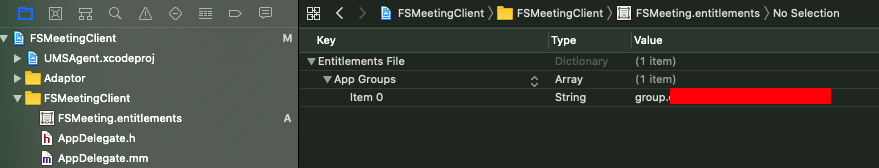 FSMeetingClient 〉 FSMeetingClient 〉 FSMeeting.entitlements 〉 No Selection
FSMeetingClient M
UMSAgent.xcodeproj
Adaptor
FSMeetingClient
FSMeeting.entitlements A
AppDelegate.h
AppDelegate.mm
Key Type Value
Entitlements File Dictionary (1 item)
App Groups Array (1 item)
Item 0 String group.